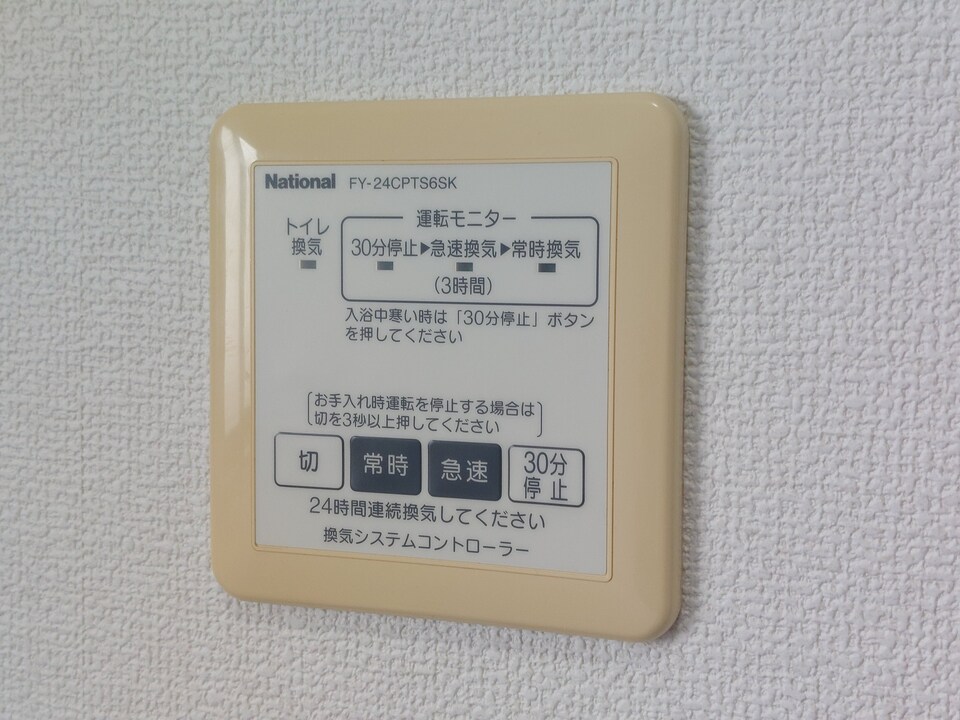 National FY-24CPTS6SK
トイレ
換気
運転モニター
30分停止▶急速換気▶常時換気
(3時間)
入浴中寒い時は「30分停止」ボタン
を押してください
お手入れ時運転を停止する場合は
切を3秒以上押してください
切 常時 急速 30分
停止
24時間連続換気してください
換気システムコントローラー